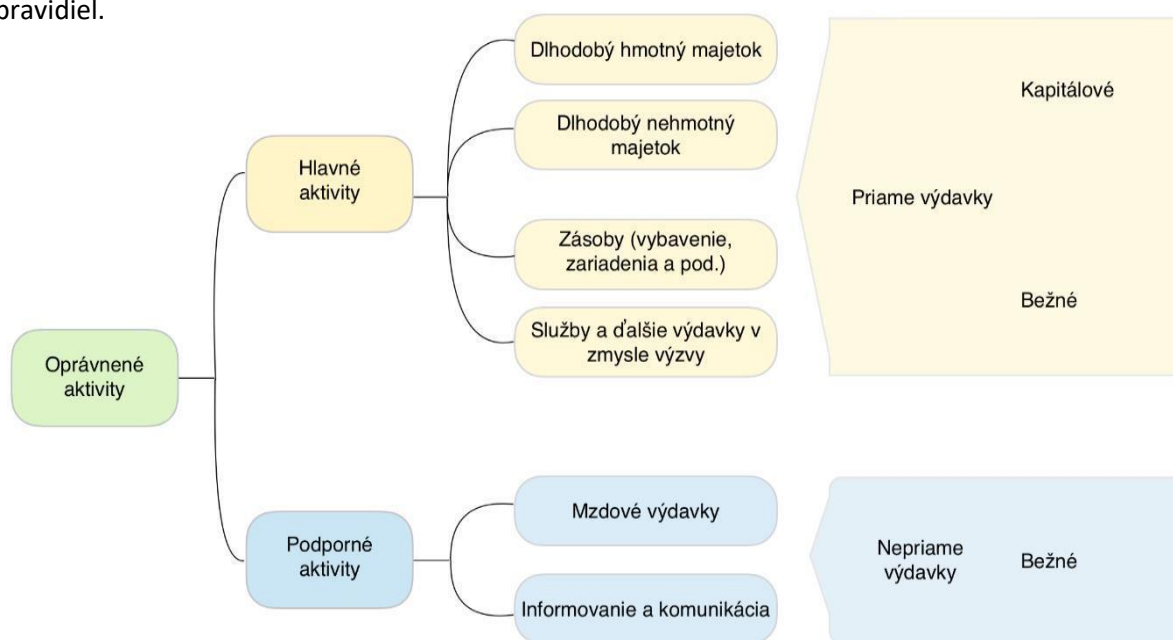 pravidiel.
Dlhodobý hmotný majetok
Kapitálové
Dlhodobý nehmotný
majetok
Hlavné
aktivity
Priame výdavky
Zásoby (vybavenie,
zariadenia a pod.)
Bežné
Služby a ďalšie výdavky v
zmysle výzvy
Oprávnené
aktivity
Mzdové výdavky
Podporné
aktivity
Nepriame
výdavky
Bežné
Informovanie a komunikácia